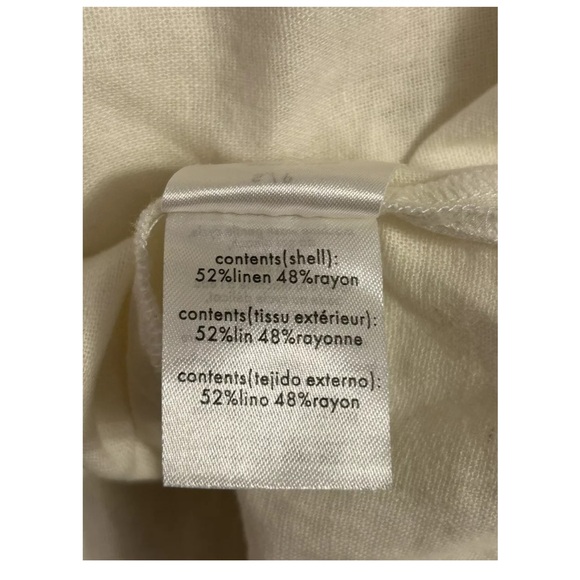 contents(shell):
52%linen 48%rayon
contents(tissu extérieur):
52%lin 48%rayonne
contents(tejido externo):
52%lino 48%rayon